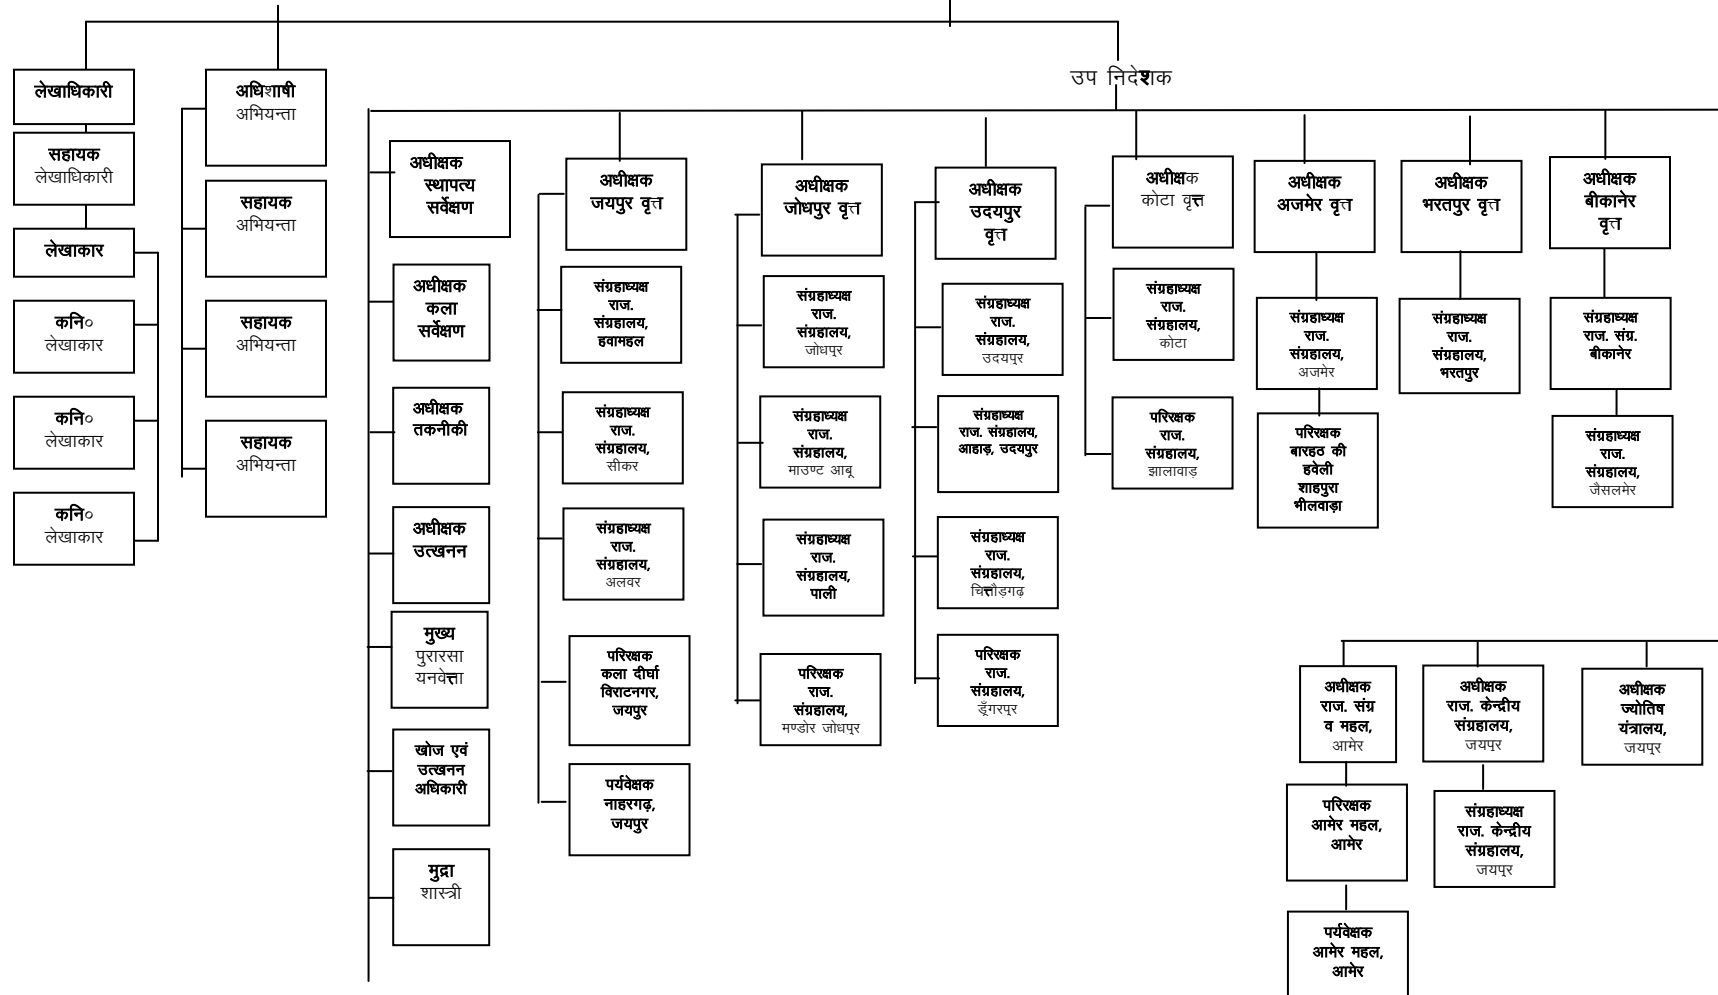 उप निदेशक
लेखाधिकारी
सहायक
लेखाधिकारी
लेखाकार
कनि०
लेखाकार
कनि०
लेखाकार
कनि०
लेखाकार
अधिशाषी
अभियन्ता
सहायक
अभियन्ता
सहायक
अभियन्ता
सहायक
अभियन्ता
अधीक्षक
स्थापत्य
सर्वेक्षण
अधीक्षक
कला
सर्वेक्षण
अधीक्षक
तकनीकी
अधीक्षक
उत्खनन
मुख्य
पुरारसा
यनवेत्ता
खोज एवं
उत्खनन
अधिकारी
मुद्रा
शास्त्री
अधीक्षक
जयपुर वृत्त
संग्रहाध्यक्ष
राज.
संग्रहालय,
हवामहल
संग्रहाध्यक्ष
राज.
संग्रहालय,
सीकर
संग्रहाध्यक्ष
राज.
संग्रहालय,
अलवर
परिरक्षक
कला दीर्घा
विराटनगर,
जयपुर
पर्यवेक्षक
नाहरगढ़,
जयपुर
अधीक्षक
जोधपुर वृत्त
संग्रहाध्यक्ष
राज.
संग्रहालय,
जोधपुर
संग्रहाध्यक्ष
राज.
संग्रहालय,
माउण्ट आबू
संग्रहाध्यक्ष
राज.
संग्रहालय,
पाली
परिरक्षक
राज.
संग्रहालय,
मण्डोर जोधपुर
अधीक्षक
उदयपुर
वृत्त
संग्रहाध्यक्ष
राज.
संग्रहालय,
उदयपुर
संग्रहाध्यक्ष
राज. संग्रहालय,
आहाड़, उदयपुर
संग्रहाध्यक्ष
राज.
संग्रहालय,
चित्तौड़गढ़
परिरक्षक
राज.
संग्रहालय,
डूँगरपुर
अधीक्षक
कोटा वृत्त
संग्रहाध्यक्ष
राज.
संग्रहालय,
कोटा
परिरक्षक
राज.
संग्रहालय,
झालावाड़
अधीक्षक
अजमेर वृत्त
संग्रहाध्यक्ष
राज.
संग्रहालय,
अजमेर
परिरक्षक
बारहठ की
हवेली
शाहपुरा
भीलवाड़ा
अधीक्षक
भरतपुर वृत्त
संग्रहाध्यक्ष
राज.
संग्रहालय,
भरतपुर
अधीक्षक
बीकानेर
वृत्त
संग्रहाध्यक्ष
राज. संग्र.
बीकानेर
संग्रहाध्यक्ष
राज.
संग्रहालय,
जैसलमेर
अधीक्षक
राज. संग्र
व महल,
आमेर
परिरक्षक
आमेर महल,
आमेर
पर्यवेक्षक
आमेर महल,
आमेर
अधीक्षक
राज. केन्द्रीय
संग्रहालय,
जयपुर
संग्रहाध्यक्ष
राज. केन्द्रीय
संग्रहालय,
जयपुर
अधीक्षक
ज्योतिष
यंत्रालय,
जयपुर